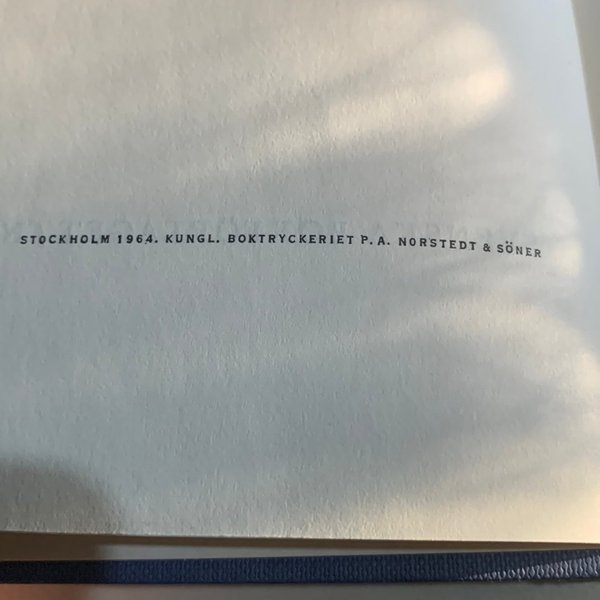 STOCKHOLM 1964. KUNGL. BOKTRYCKERIET P. A. NORSTEDT & SÖNER